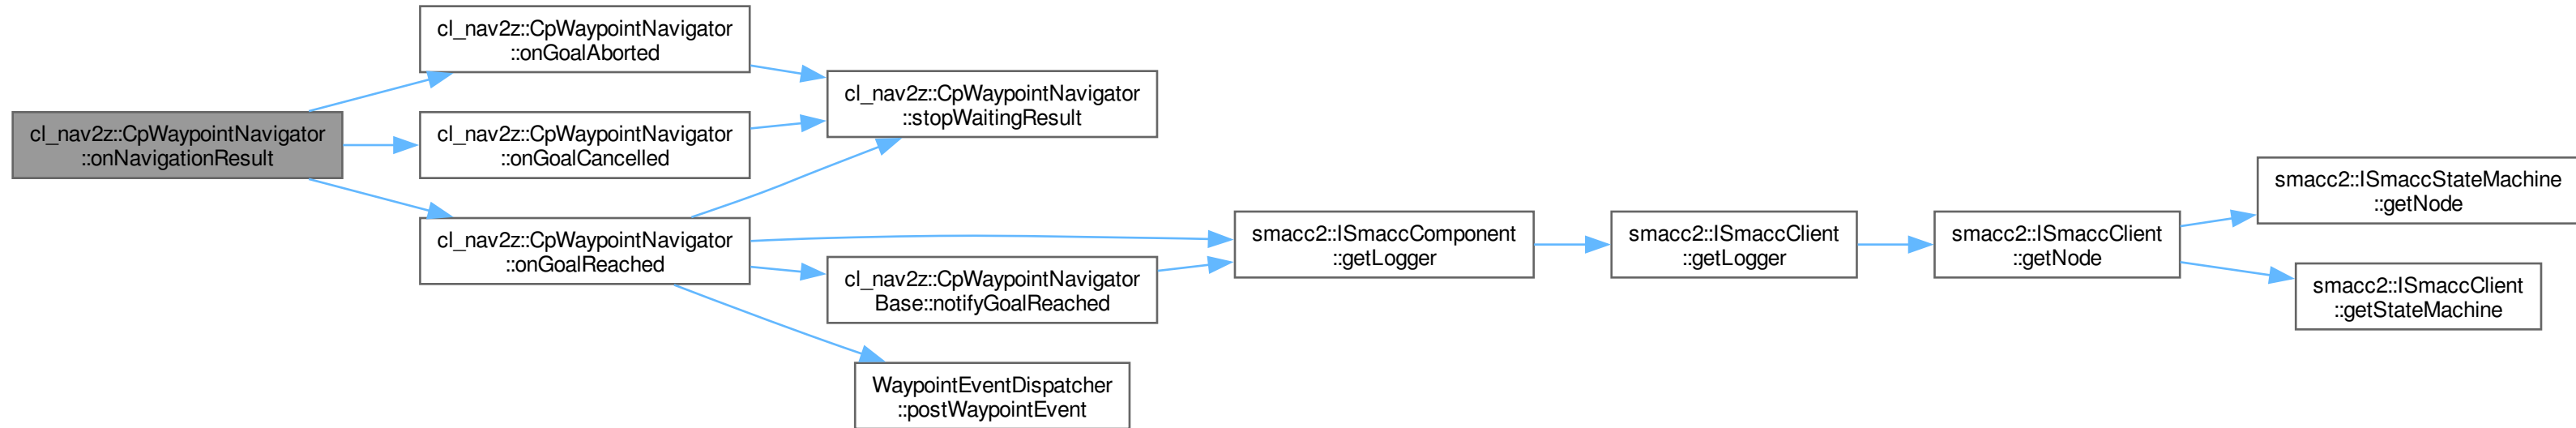 cl_nav2z::CpWaypointNavigator
::onNavigationResult
cl_nav2z::CpWaypointNavigator
::onGoalAborted
cl_nav2z::CpWaypointNavigator
::onGoalCancelled
cl_nav2z::CpWaypointNavigator
::onGoalReached
cl_nav2z::CpWaypointNavigator
::stopWaitingResult
cl_nav2z::CpWaypointNavigator
Base::notifyGoalReached
WaypointEventDispatcher
::postWaypointEvent
smacc2::ISmaccComponent
::getLogger
smacc2::ISmaccClient
::getLogger
smacc2::ISmaccClient
::getNode
smacc2::ISmaccStateMachine
::getNode
smacc2::ISmaccClient
::getStateMachine